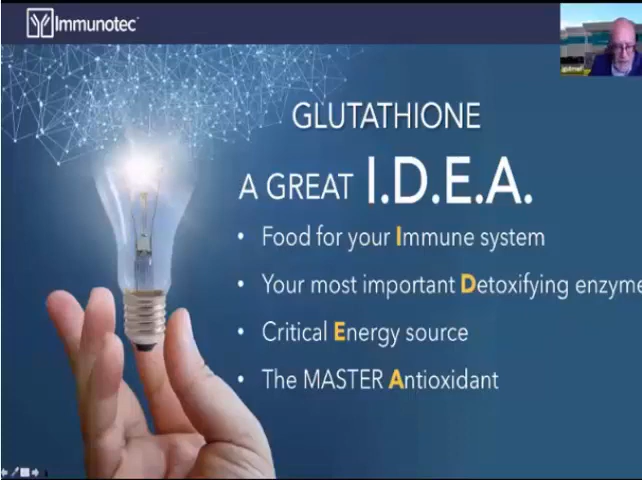 Immunotec
GLUTATHIONE
A GREAT I.D.E.A.
• Food for your Immune system
• Your most important Detoxifying enzyme
• Critical Energy source
• The MASTER Antioxidant